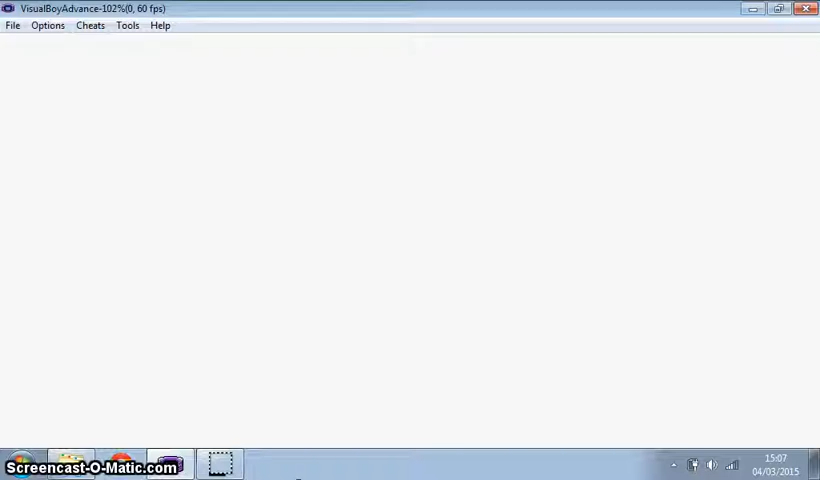 VisualBoyAdvance-102%(0, 60 fps)
File Options Cheats Tools Help
15:07
04/03/2015
Screencast-O-Matic.com